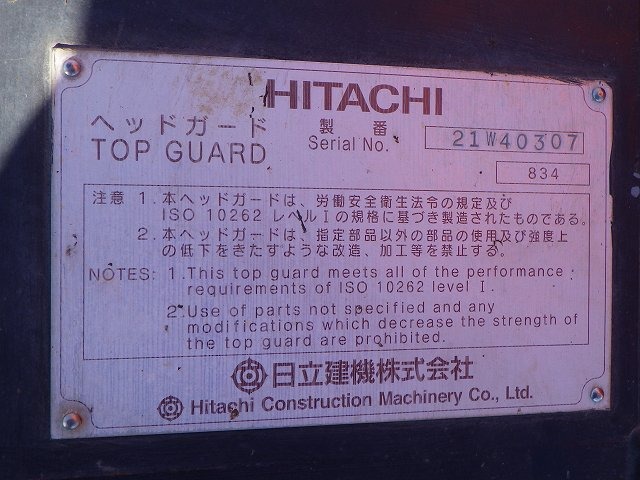 HITACHI
ヘッドガード 製番 21W40307
TOP GUARD Serial No. 834
注意 1.本ヘッドガードは、労働安全衛生法令の規定及び
ISO 10262 レベルⅠの規格に基づき製造されたものである。
2.本ヘッドガードは、指定部品以外の部品の使用及び強度上
の低下をきたすような改造、加工等を禁止する。
NOTES: 1.This top guard meets all of the performance
requirements of ISO 10262 level I.
2.Use of parts not specified and any
modifications which decrease the strength of
the top guard are prohibited.
日立建機株式会社
Hitachi Construction Machinery Co., Ltd.